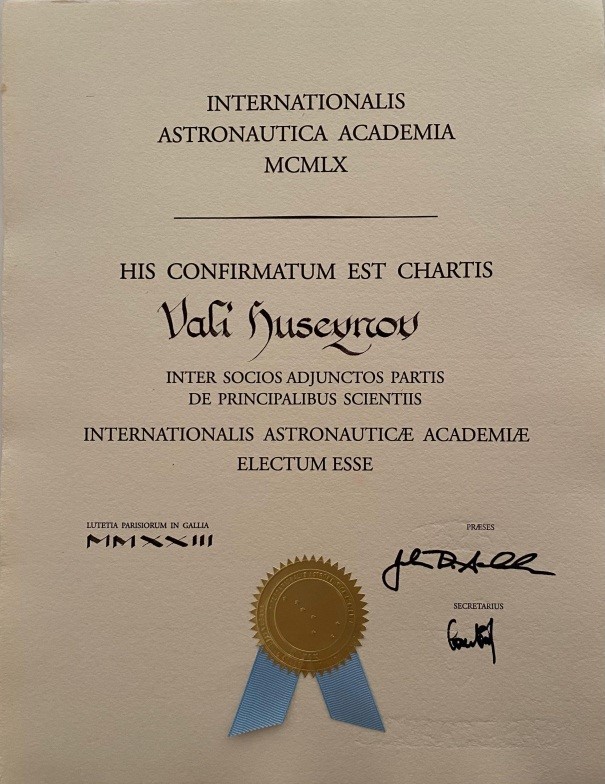 INTERNATIONALIS
ASTRONAUTICA ACADEMIA
MCMLX
HIS CONFIRMATUM EST CHARTIS
Vali Huseynov
INTER SOCIOS ADJUNCTOS PARTIS
DE PRINCIPALIBUS SCIENTIIS
INTERNATIONALIS ASTRONAUTICÆ ACADEMIÆ
ELECTUM ESSE
LUTETIA PARISIORUM IN GALLIA
MMXXIII
PRÆSES
SECRETARIUS